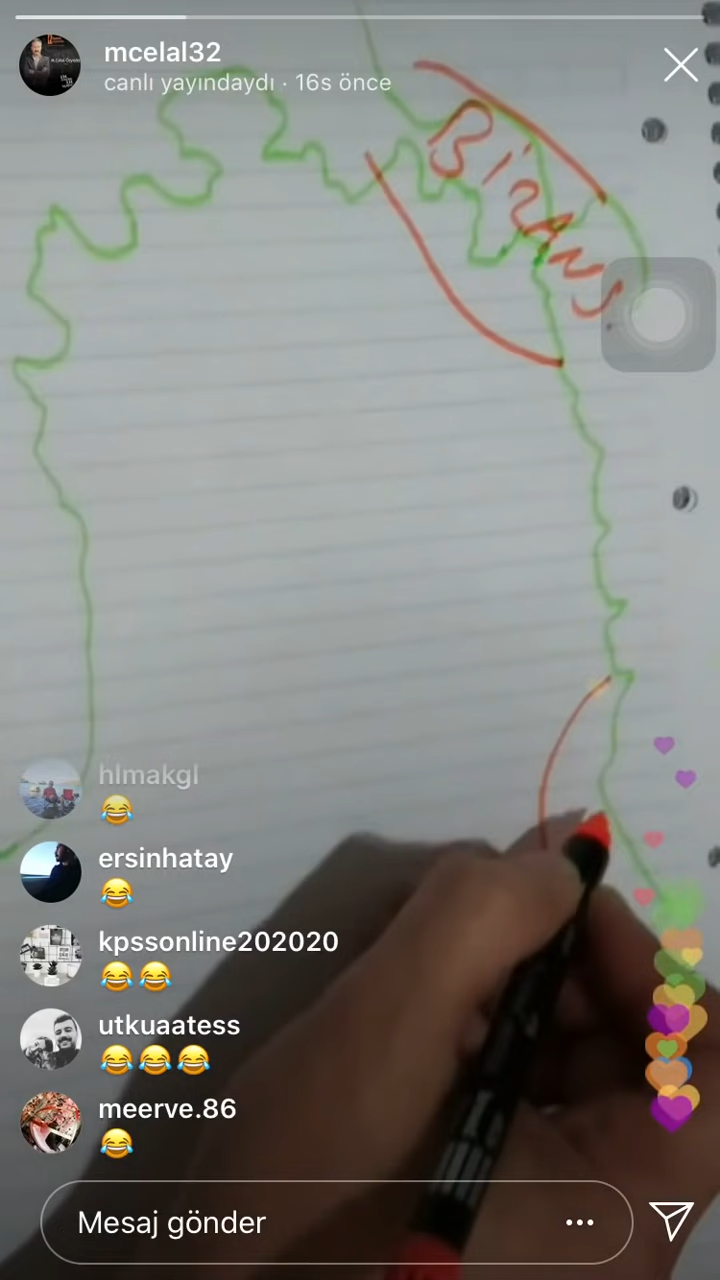 mcelal32
canlı yayındaydı · 16s önce
BİZANS
hlmakgl
😂
ersinhatay
😂
kpssonline202020
😂😂
utkuaatess
😂😂😂
meerve.86
😂
Mesaj gönder